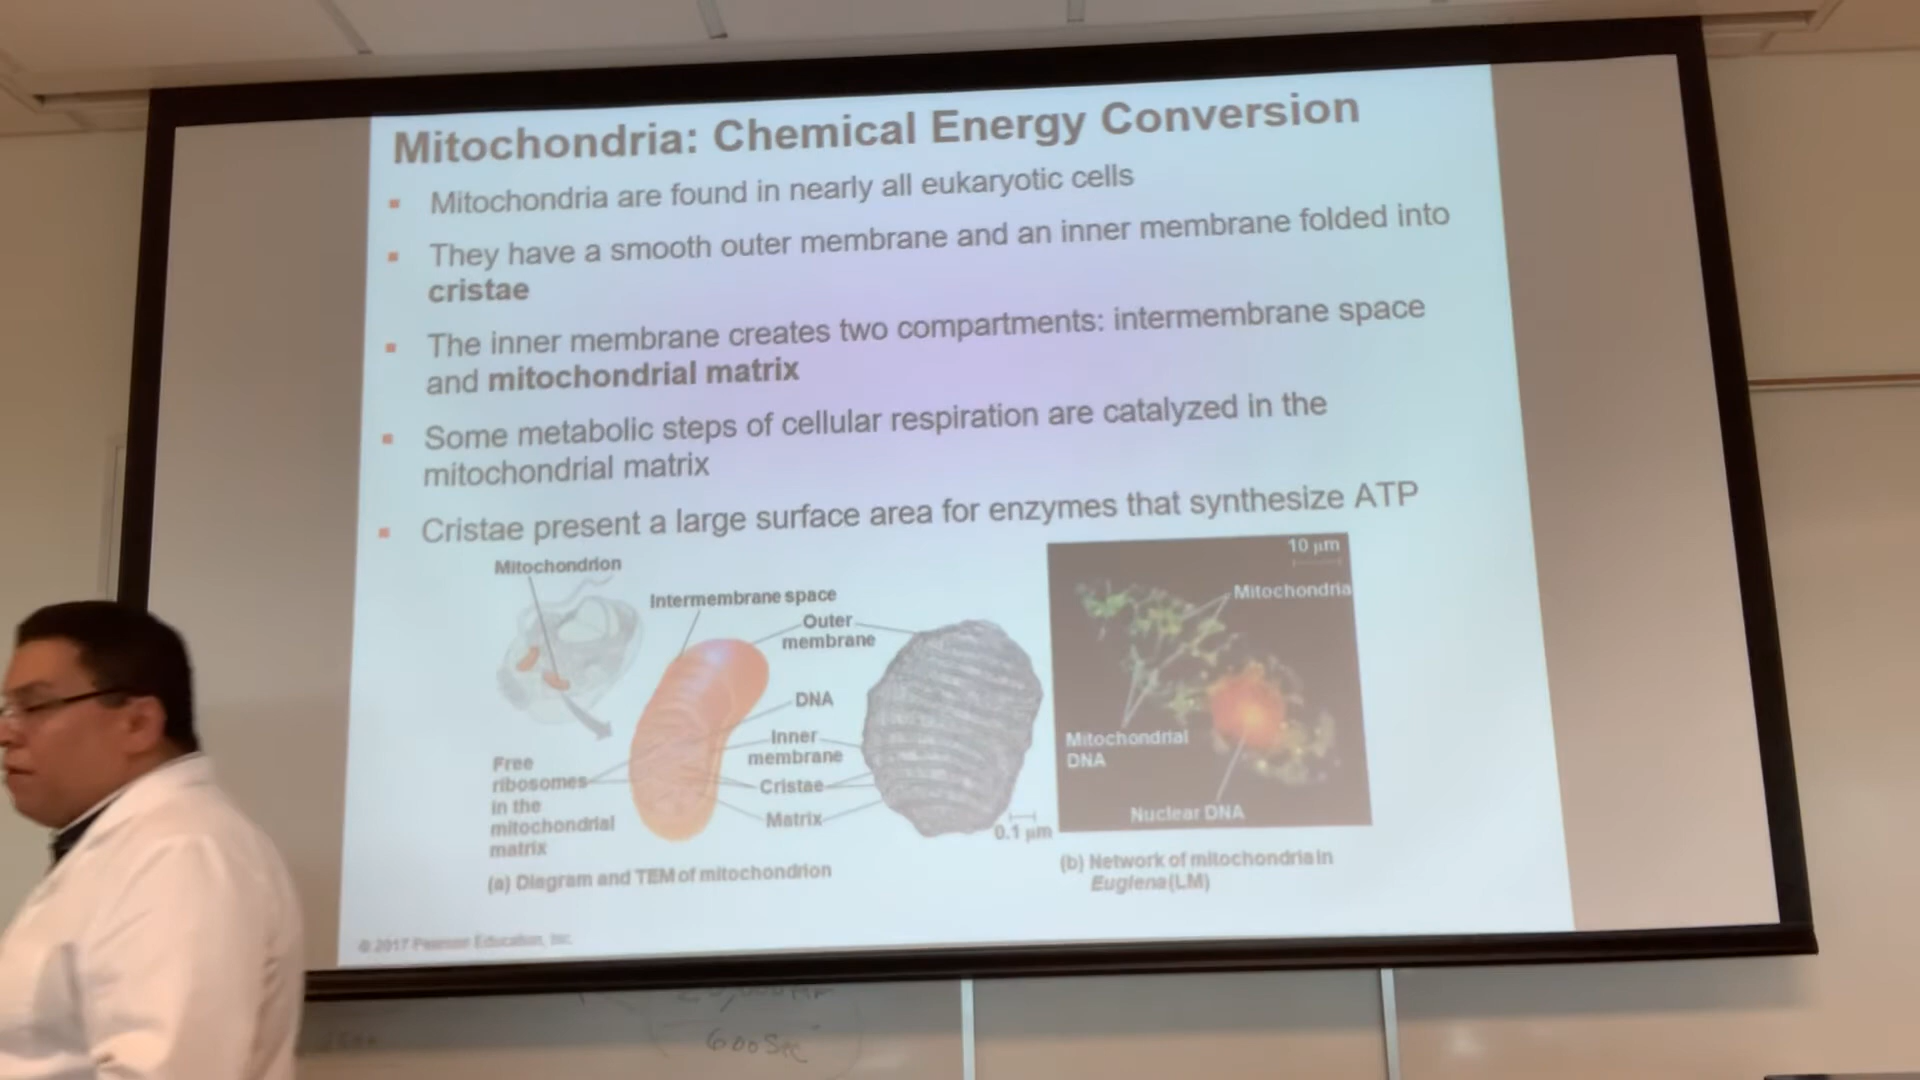 Mitochondria: Chemical Energy Conversion
Mitochondria are found in nearly all eukaryotic cells
They have a smooth outer membrane and an inner membrane folded into
cristae
The inner membrane creates two compartments: intermembrane space
and mitochondrial matrix
Some metabolic steps of cellular respiration are catalyzed in the
mitochondrial matrix
Cristae present a large surface area for enzymes that synthesize ATP
Mitochondrion
Intermembrane space
Outer
membrane
DNA
Inner
membrane
Cristae
Matrix
Free
ribosomes
in the
mitochondrial
matrix
0.1 µm
(a) Diagram and TEM of mitochondrion
10 µm
Mitochondria
Mitochondrial
DNA
Nuclear DNA
(b) Network of mitochondria in
Euglena (LM)
© 2017 Pearson Education, Inc.
600 Sec